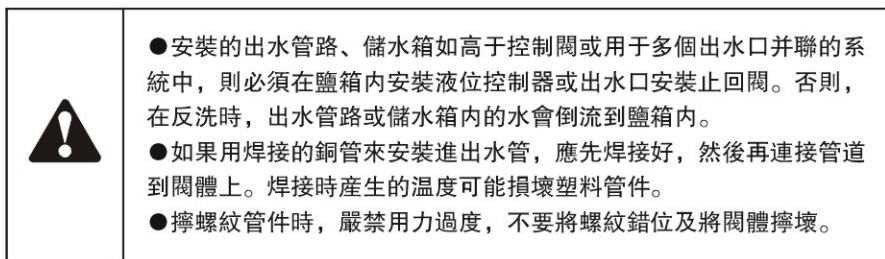 ●安裝的出水管路、儲水箱如高于控制閥或用于多個出水口并聯的系
統中，則必須在鹽箱内安裝液位控制器或出水口安裝止回閥。否則，
在反洗時，出水管路或儲水箱内的水會倒流到鹽箱内。
●如果用焊接的銅管來安裝進出水管，應先焊接好，然後再連接管道
到閥體上。焊接時産生的温度可能損壞塑料管件。
●擰螺紋管件時，嚴禁用力過度，不要將螺紋錯位及將閥體擰壞。